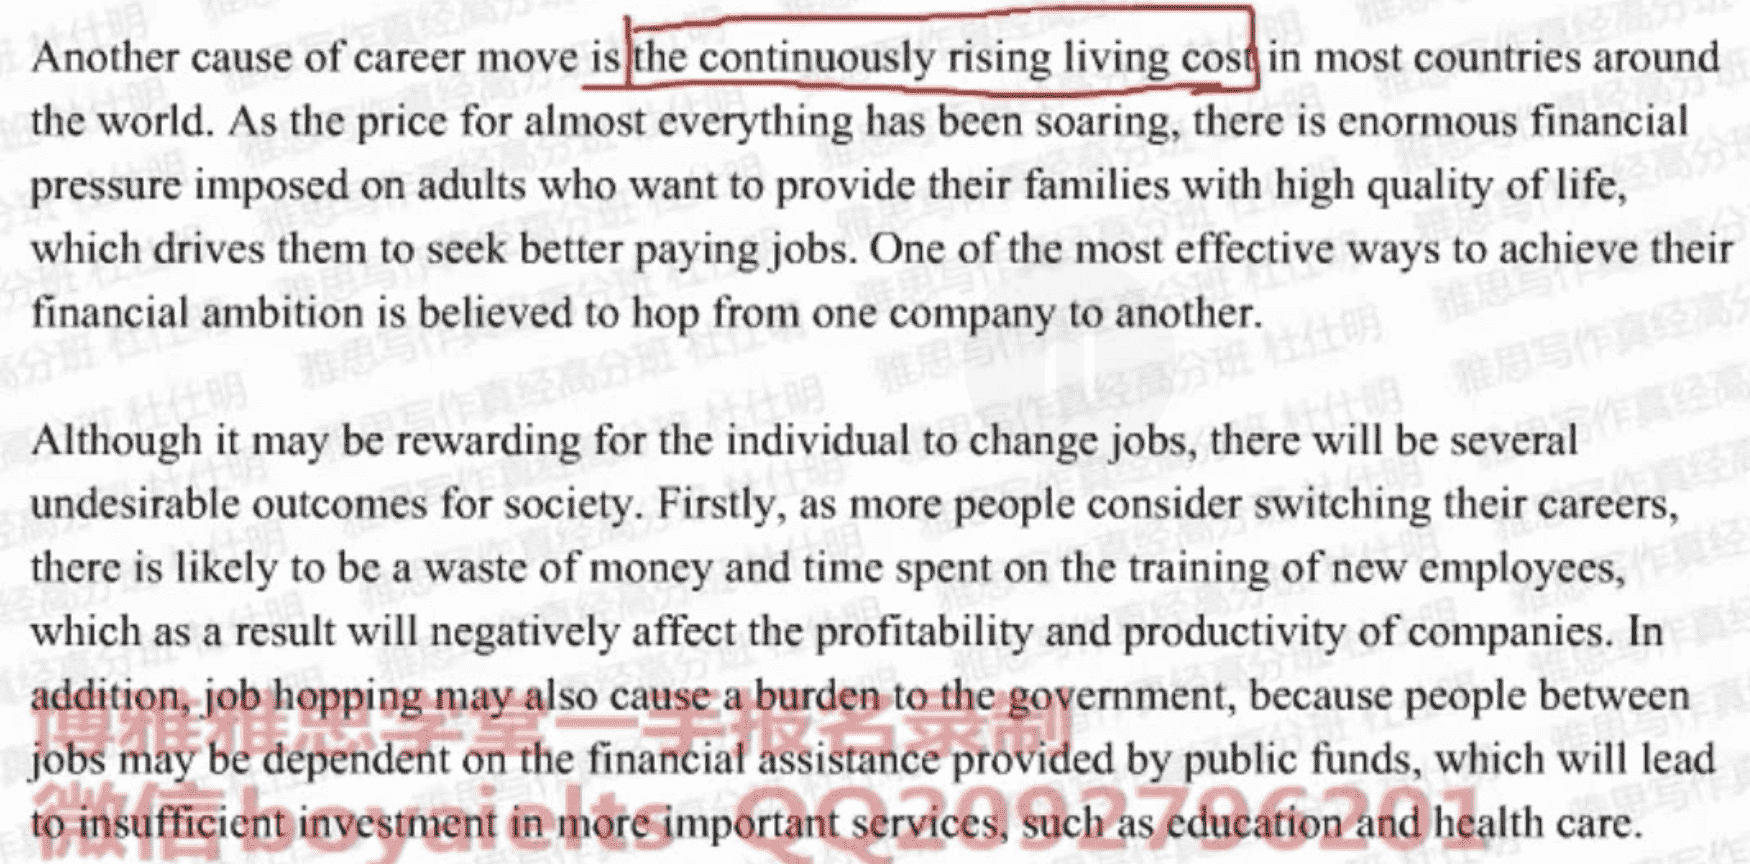 Another cause of career move is the continuously rising living cost in most countries around
the world. As the price for almost everything has been soaring, there is enormous financial
pressure imposed on adults who want to provide their families with high quality of life,
which drives them to seek better paying jobs. One of the most effective ways to achieve their
financial ambition is believed to hop from one company to another.
Although it may be rewarding for the individual to change jobs, there will be several
undesirable outcomes for society. Firstly, as more people consider switching their careers,
there is likely to be a waste of money and time spent on the training of new employees,
which as a result will negatively affect the profitability and productivity of companies. In
addition, job hopping may also cause a burden to the government, because people between
博雅雅思学堂一手报名录制
jobs may be dependent on the financial assistance provided by public funds, which will lead
to insufficient investment in more important services, such as education and health care.
微信boyaielts QQ2092796201
雅思写作真经高分班 杜仕明